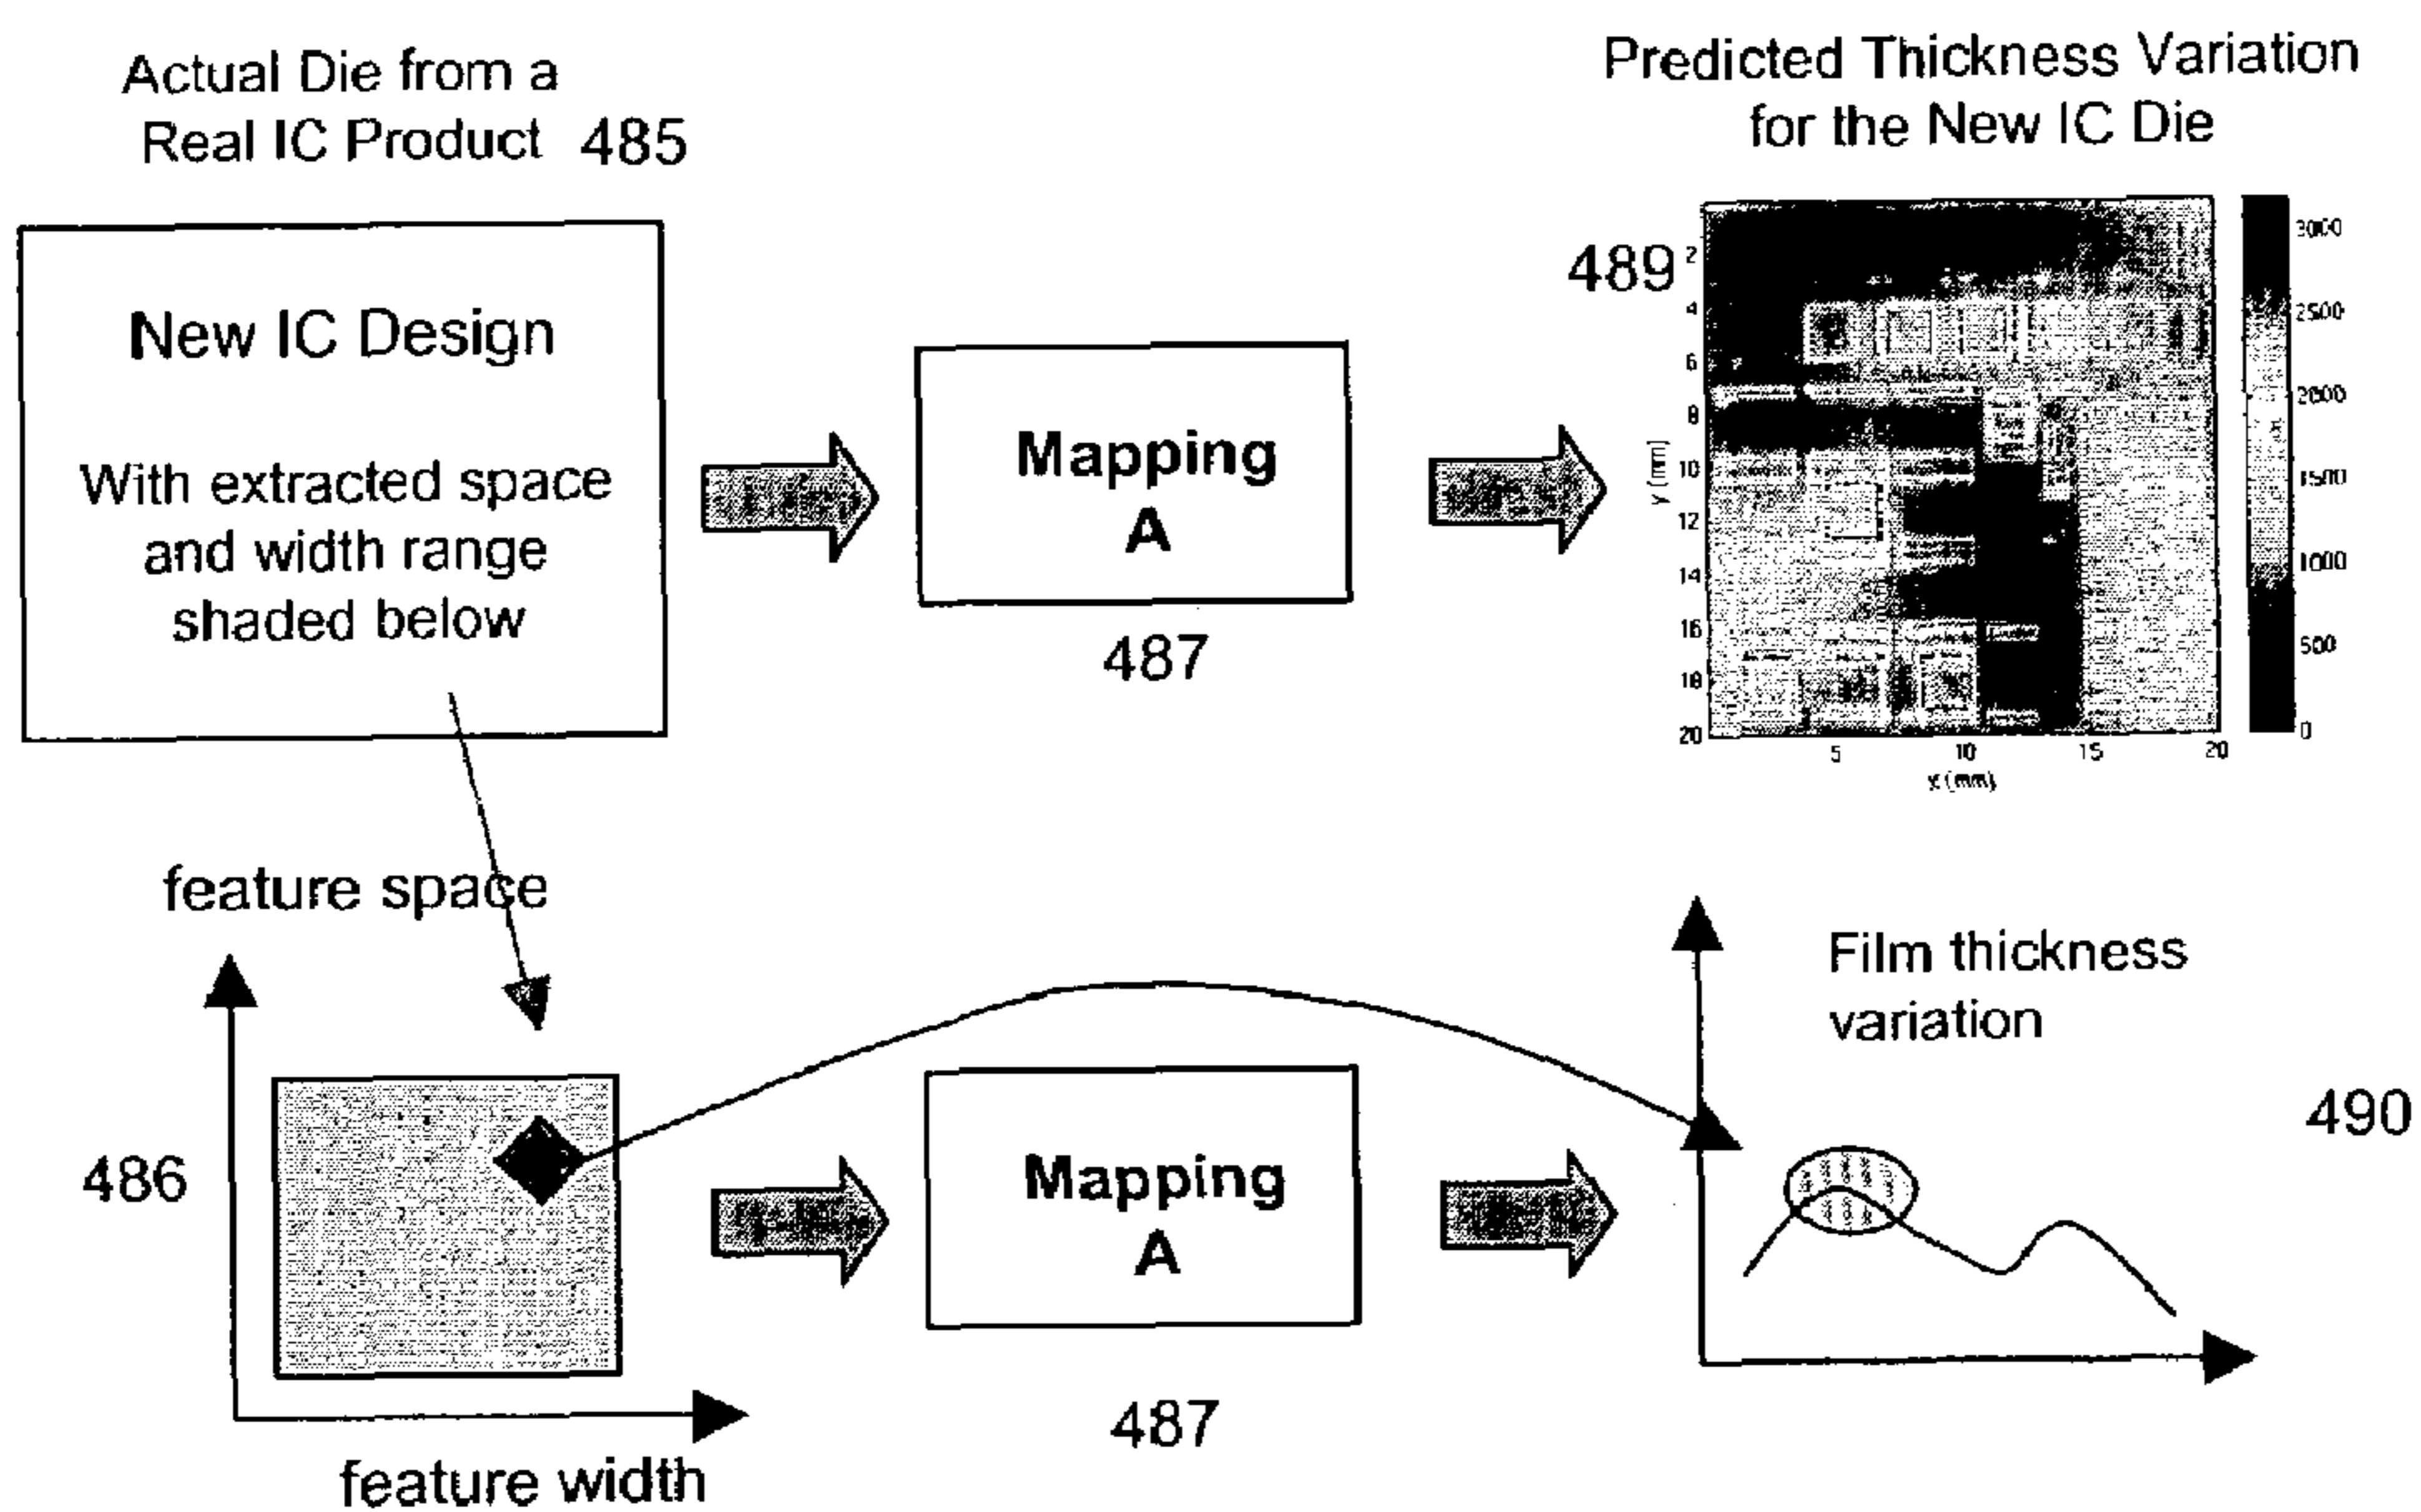 Actual Die from a
Real IC Product 485
Predicted Thickness Variation
for the New IC Die
New IC Design
With extracted space
and width range
shaded below
Mapping
A
487
489
2
4
6
8
10
12
14
16
18
20
y (mm)
5
10
15
20
x (mm)
3000
2500
2000
1500
1000
500
0
feature space
486
feature width
Mapping
A
487
Film thickness
variation
490